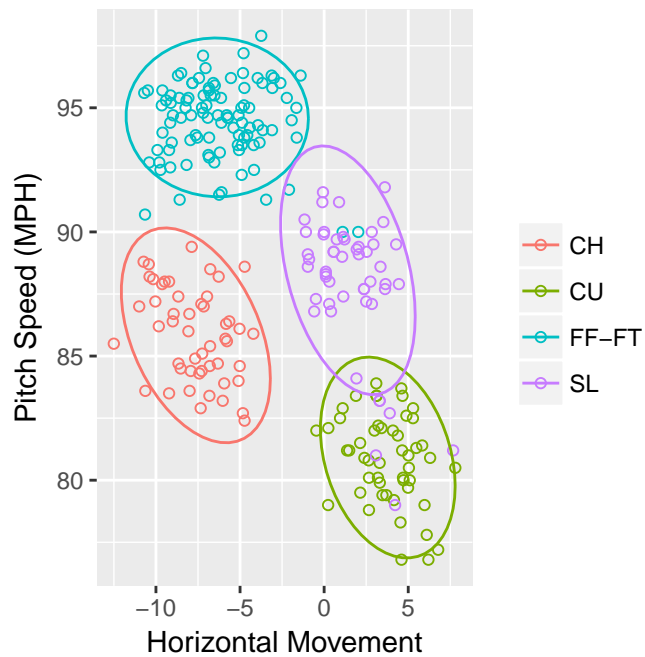 Pitch Speed (MPH)
95
90
85
80
−10
−5
0
5
Horizontal Movement
CH
CU
FF−FT
SL